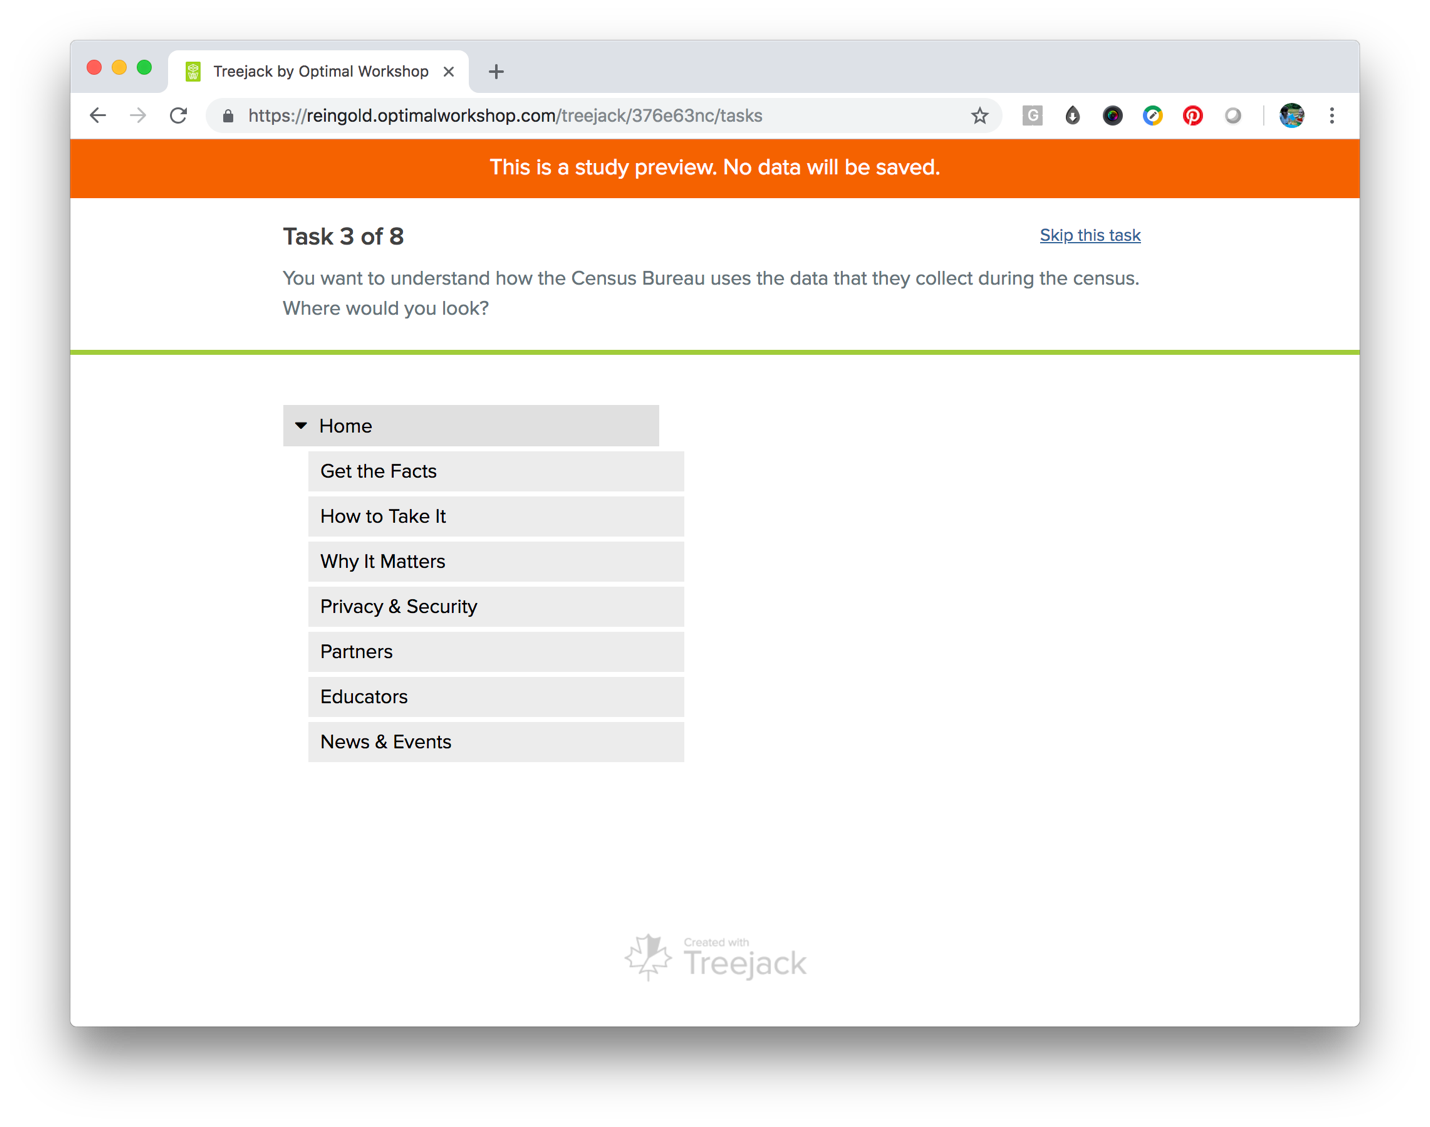 Treejack by Optimal Workshop
https://reingold.optimalworkshop.com/treejack/376e63nc/tasks
G
This is a study preview. No data will be saved.
Task 3 of 8
Skip this task
You want to understand how the Census Bureau uses the data that they collect during the census.
Where would you look?
Home
Get the Facts
How to Take It
Why It Matters
Privacy & Security
Partners
Educators
News & Events
Created with
Treejack